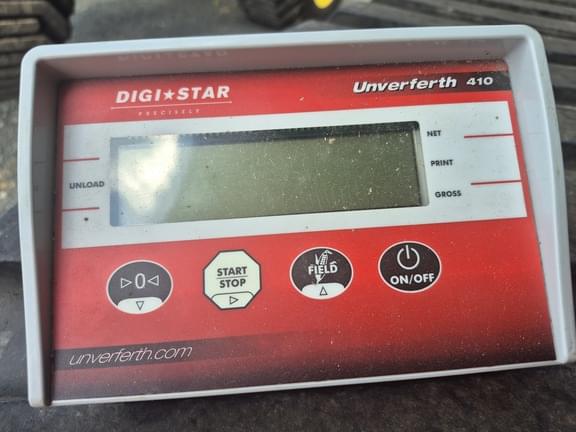 DIGI★STAR
PRECISELY
Unverferth 410
NET
PRINT
GROSS
UNLOAD
▷0◁
▽
START
STOP
▷
FIELD
△
ON/OFF
unverferth.com